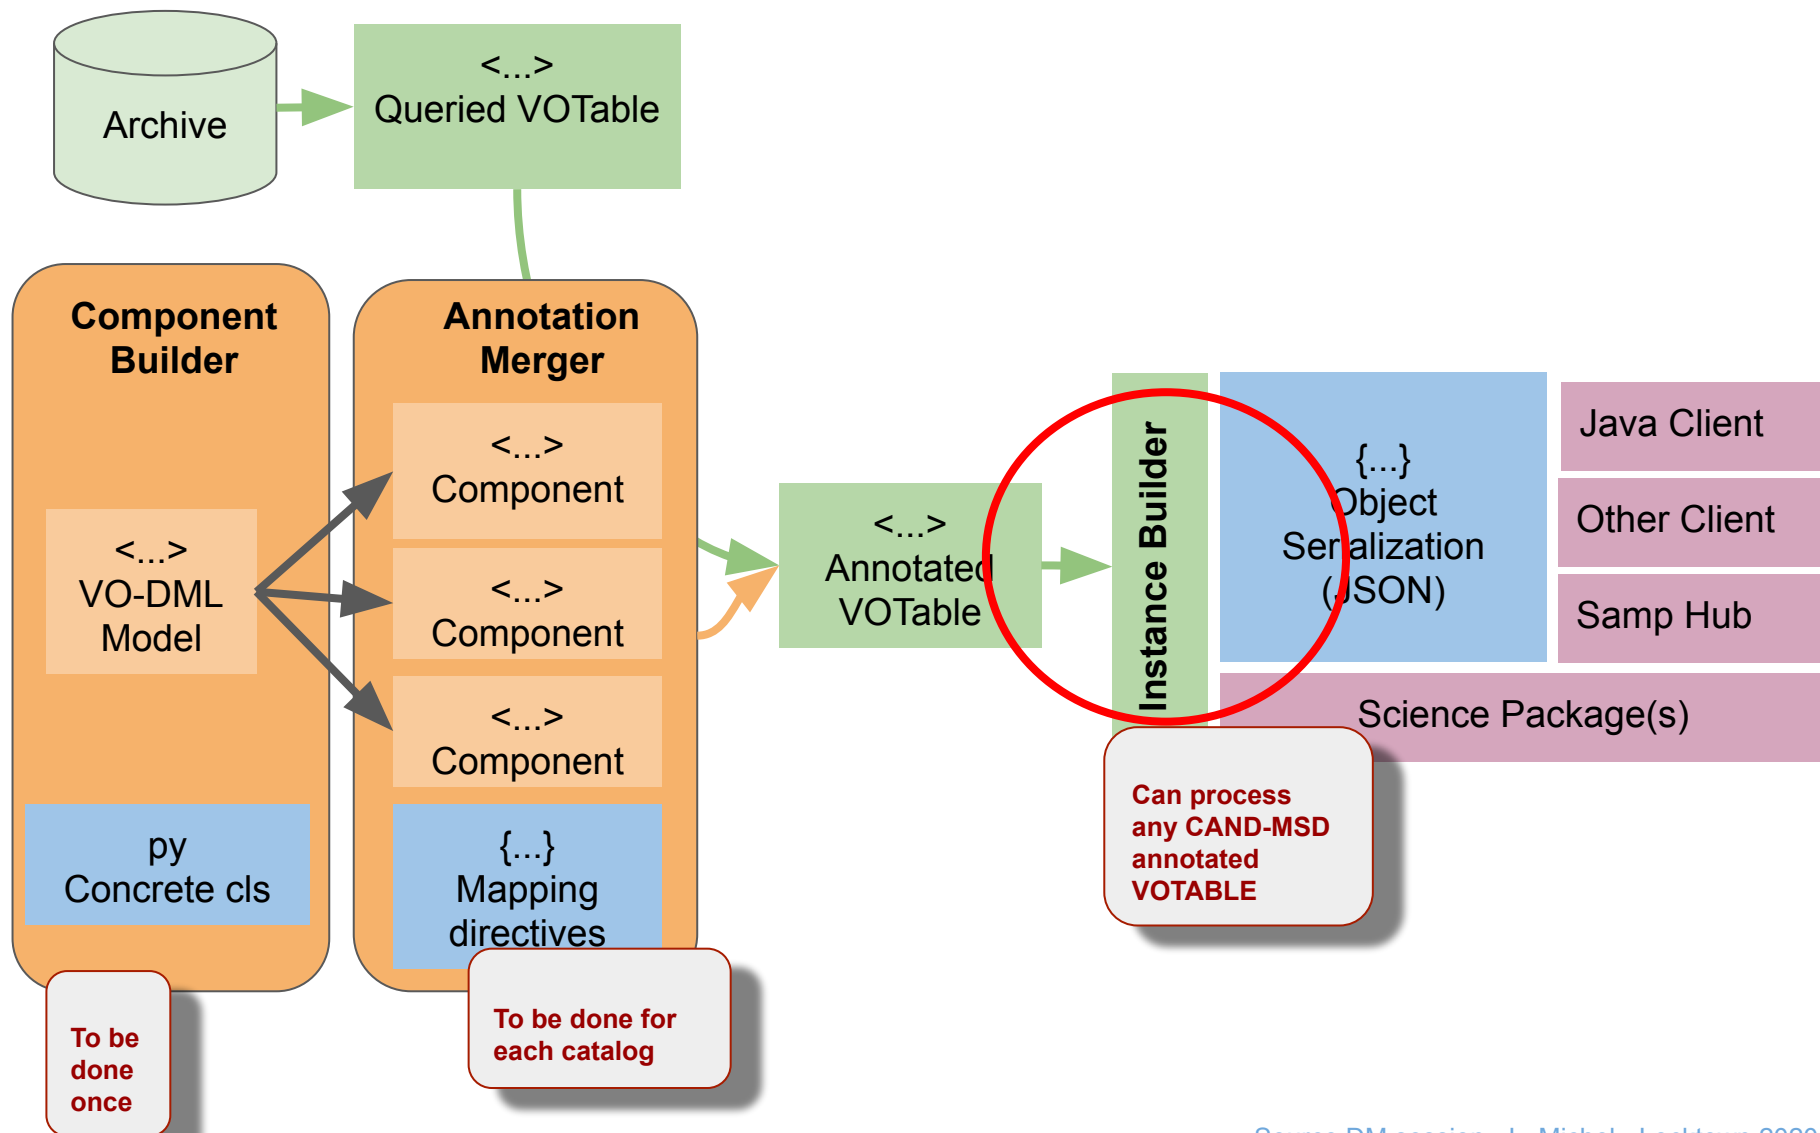 Archive
<...>
Queried VOTable
Component
Builder
<...>
VO-DML
Model
py
Concrete cls
To be
done
once
Annotation
Merger
<...>
Component
<...>
Component
<...>
Component
{...}
Mapping
directives
To be done for
each catalog
<...>
Annotated
VOTable
Instance Builder
{...}
Object
Serialization
(JSON)
Java Client
Other Client
Samp Hub
Science Package(s)
Can process
any CAND-MSD
annotated
VOTABLE